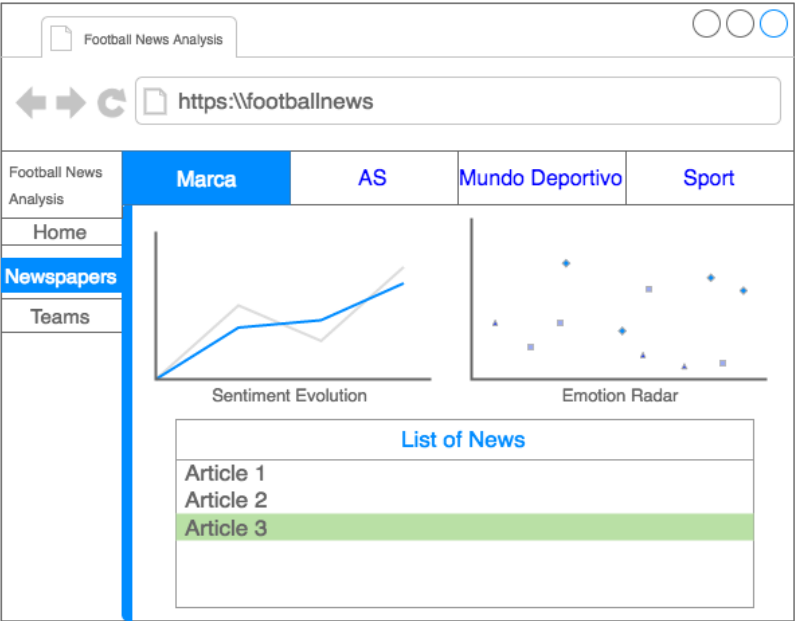 Football News Analysis
https:\\footballnews
Football News
Analysis
Marca
AS
Mundo Deportivo
Sport
Home
Newspapers
Teams
Sentiment Evolution
Emotion Radar
List of News
Article 1
Article 2
Article 3